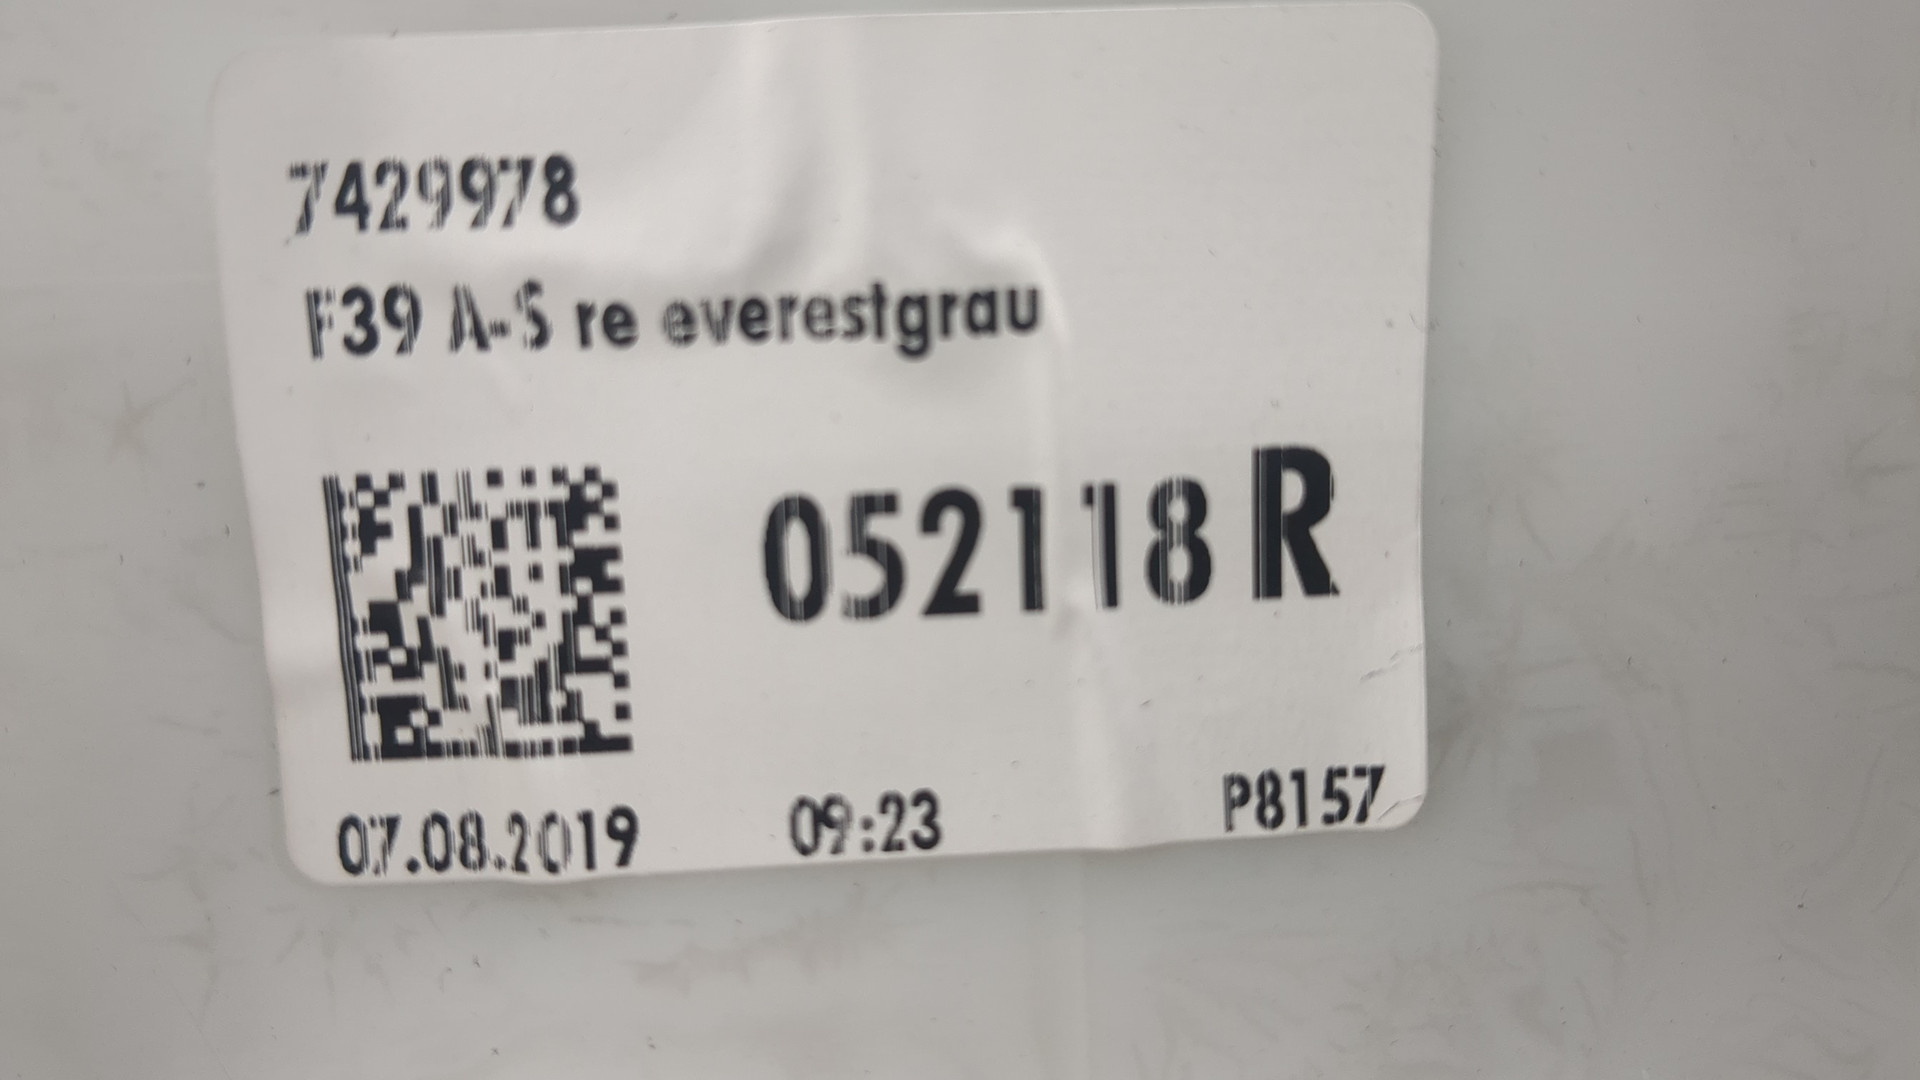 7429978
F39 A-S re everestgrau
052118 R
07.08.2019 09:23 P8157